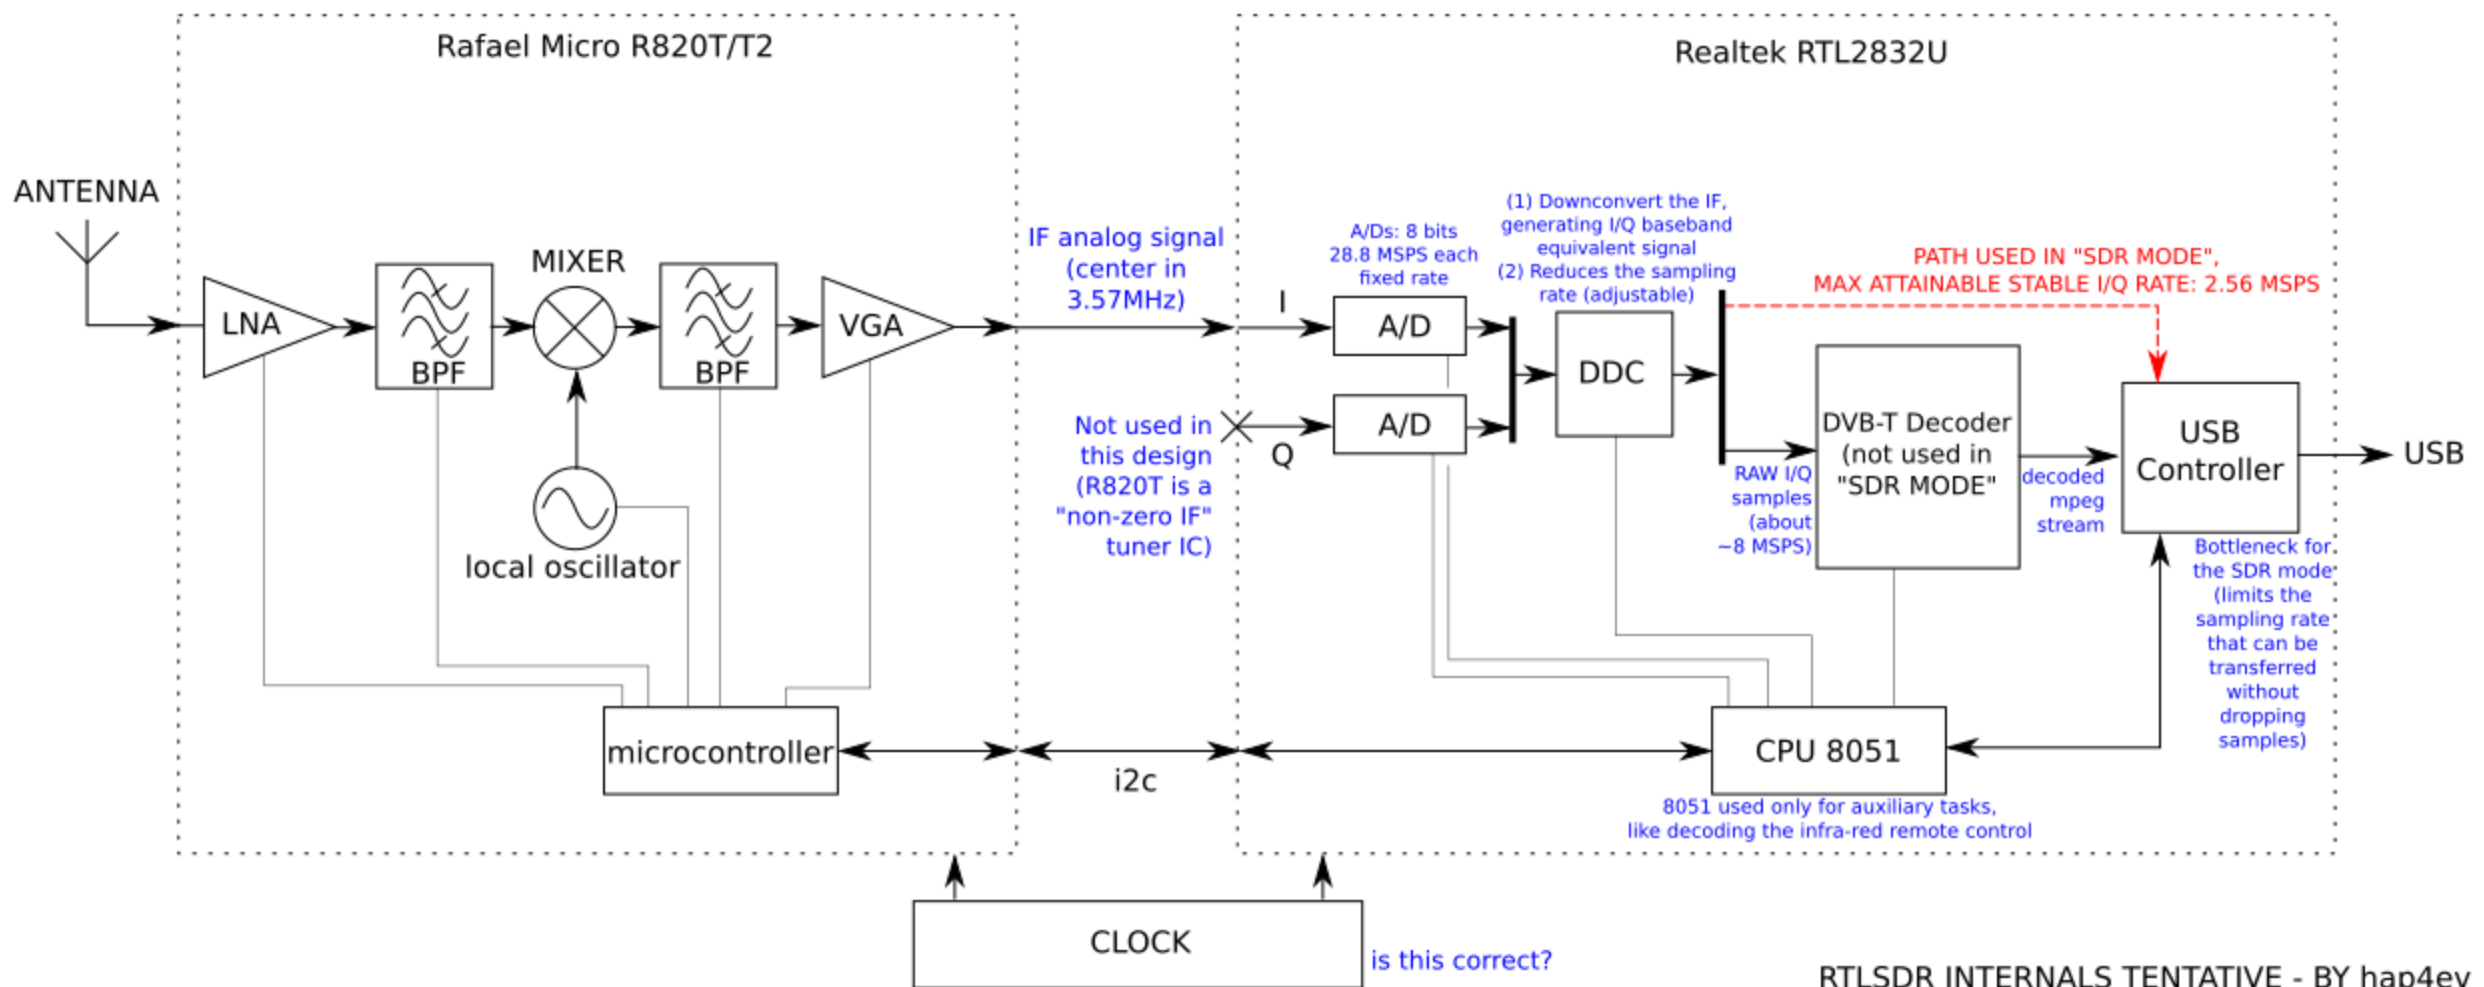 Rafael Micro R820T/T2
Realtek RTL2832U
ANTENNA
LNA
BPF
MIXER
BPF
VGA
local oscillator
microcontroller
IF analog signal
(center in
3.57MHz)
Not used in
this design
(R820T is a
"non-zero IF"
tuner IC)
i2c
I
Q
A/Ds: 8 bits
28.8 MSPS each
fixed rate
A/D
A/D
(1) Downconvert the IF,
generating I/Q baseband
equivalent signal
(2) Reduces the sampling
rate (adjustable)
DDC
PATH USED IN "SDR MODE",
MAX ATTAINABLE STABLE I/Q RATE: 2.56 MSPS
RAW I/Q
samples
(about
~8 MSPS)
DVB-T Decoder
(not used in
"SDR MODE"
decoded
mpeg
stream
USB
Controller
USB
Bottleneck for
the SDR mode
(limits the
sampling rate
that can be
transferred
without
dropping
samples)
CPU 8051
8051 used only for auxiliary tasks,
like decoding the infra-red remote control
CLOCK
is this correct?
RTLSDR INTERNALS TENTATIVE - BY hap4ev